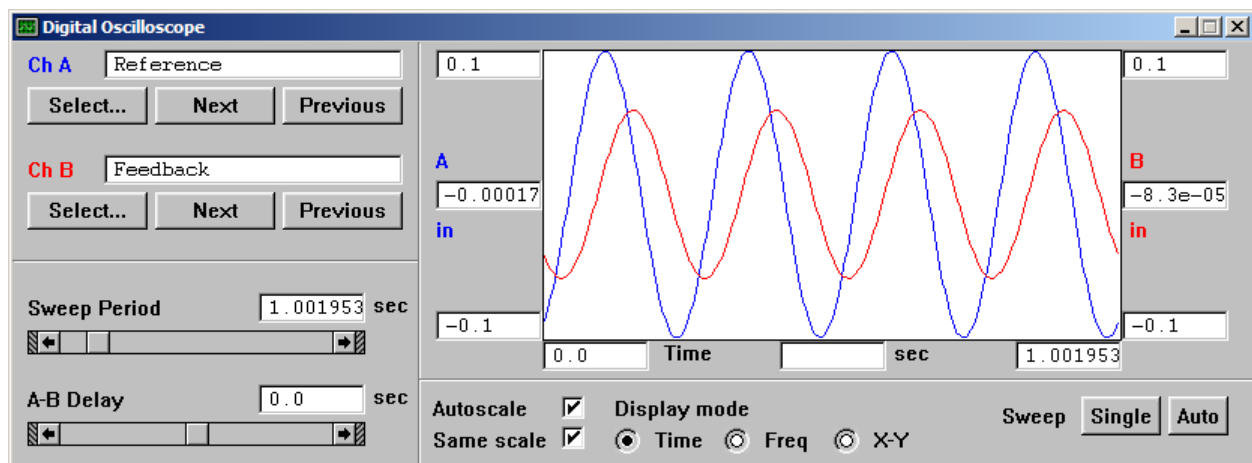 Digital Oscilloscope
Ch A Reference
Select... Next Previous
Ch B Feedback
Select... Next Previous
Sweep Period 1.001953 sec
A-B Delay 0.0 sec
0.1 0.1
A B
-0.00017 -8.3e-05
in in
-0.1 -0.1
0.0 Time sec 1.001953
Autoscale Display mode
Same scale Time Freq X-Y
Sweep Single Auto